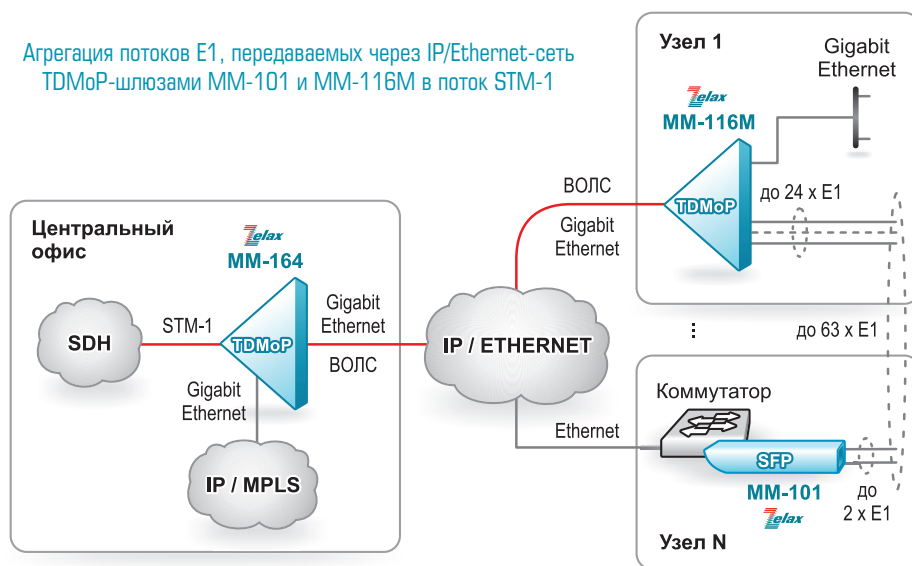 Агрегация потоков E1, передаваемых через IP/Ethernet-сеть
TDMoP-шлюзами ММ-101 и ММ-116М в поток STM-1
Узел 1
Gigabit
Ethernet
Zelax
MM-116M
TDMoP
до 24 x E1
ВОЛС
Gigabit
Ethernet
Центральный
офис
Zelax
MM-164
SDH
STM-1
TDMoP
Gigabit
Ethernet
ВОЛС
IP / ETHERNET
Gigabit
Ethernet
IP / MPLS
⋮
до 63 x E1
Коммутатор
Ethernet
SFP
MM-101
Zelax
до
2 x E1
Узел N